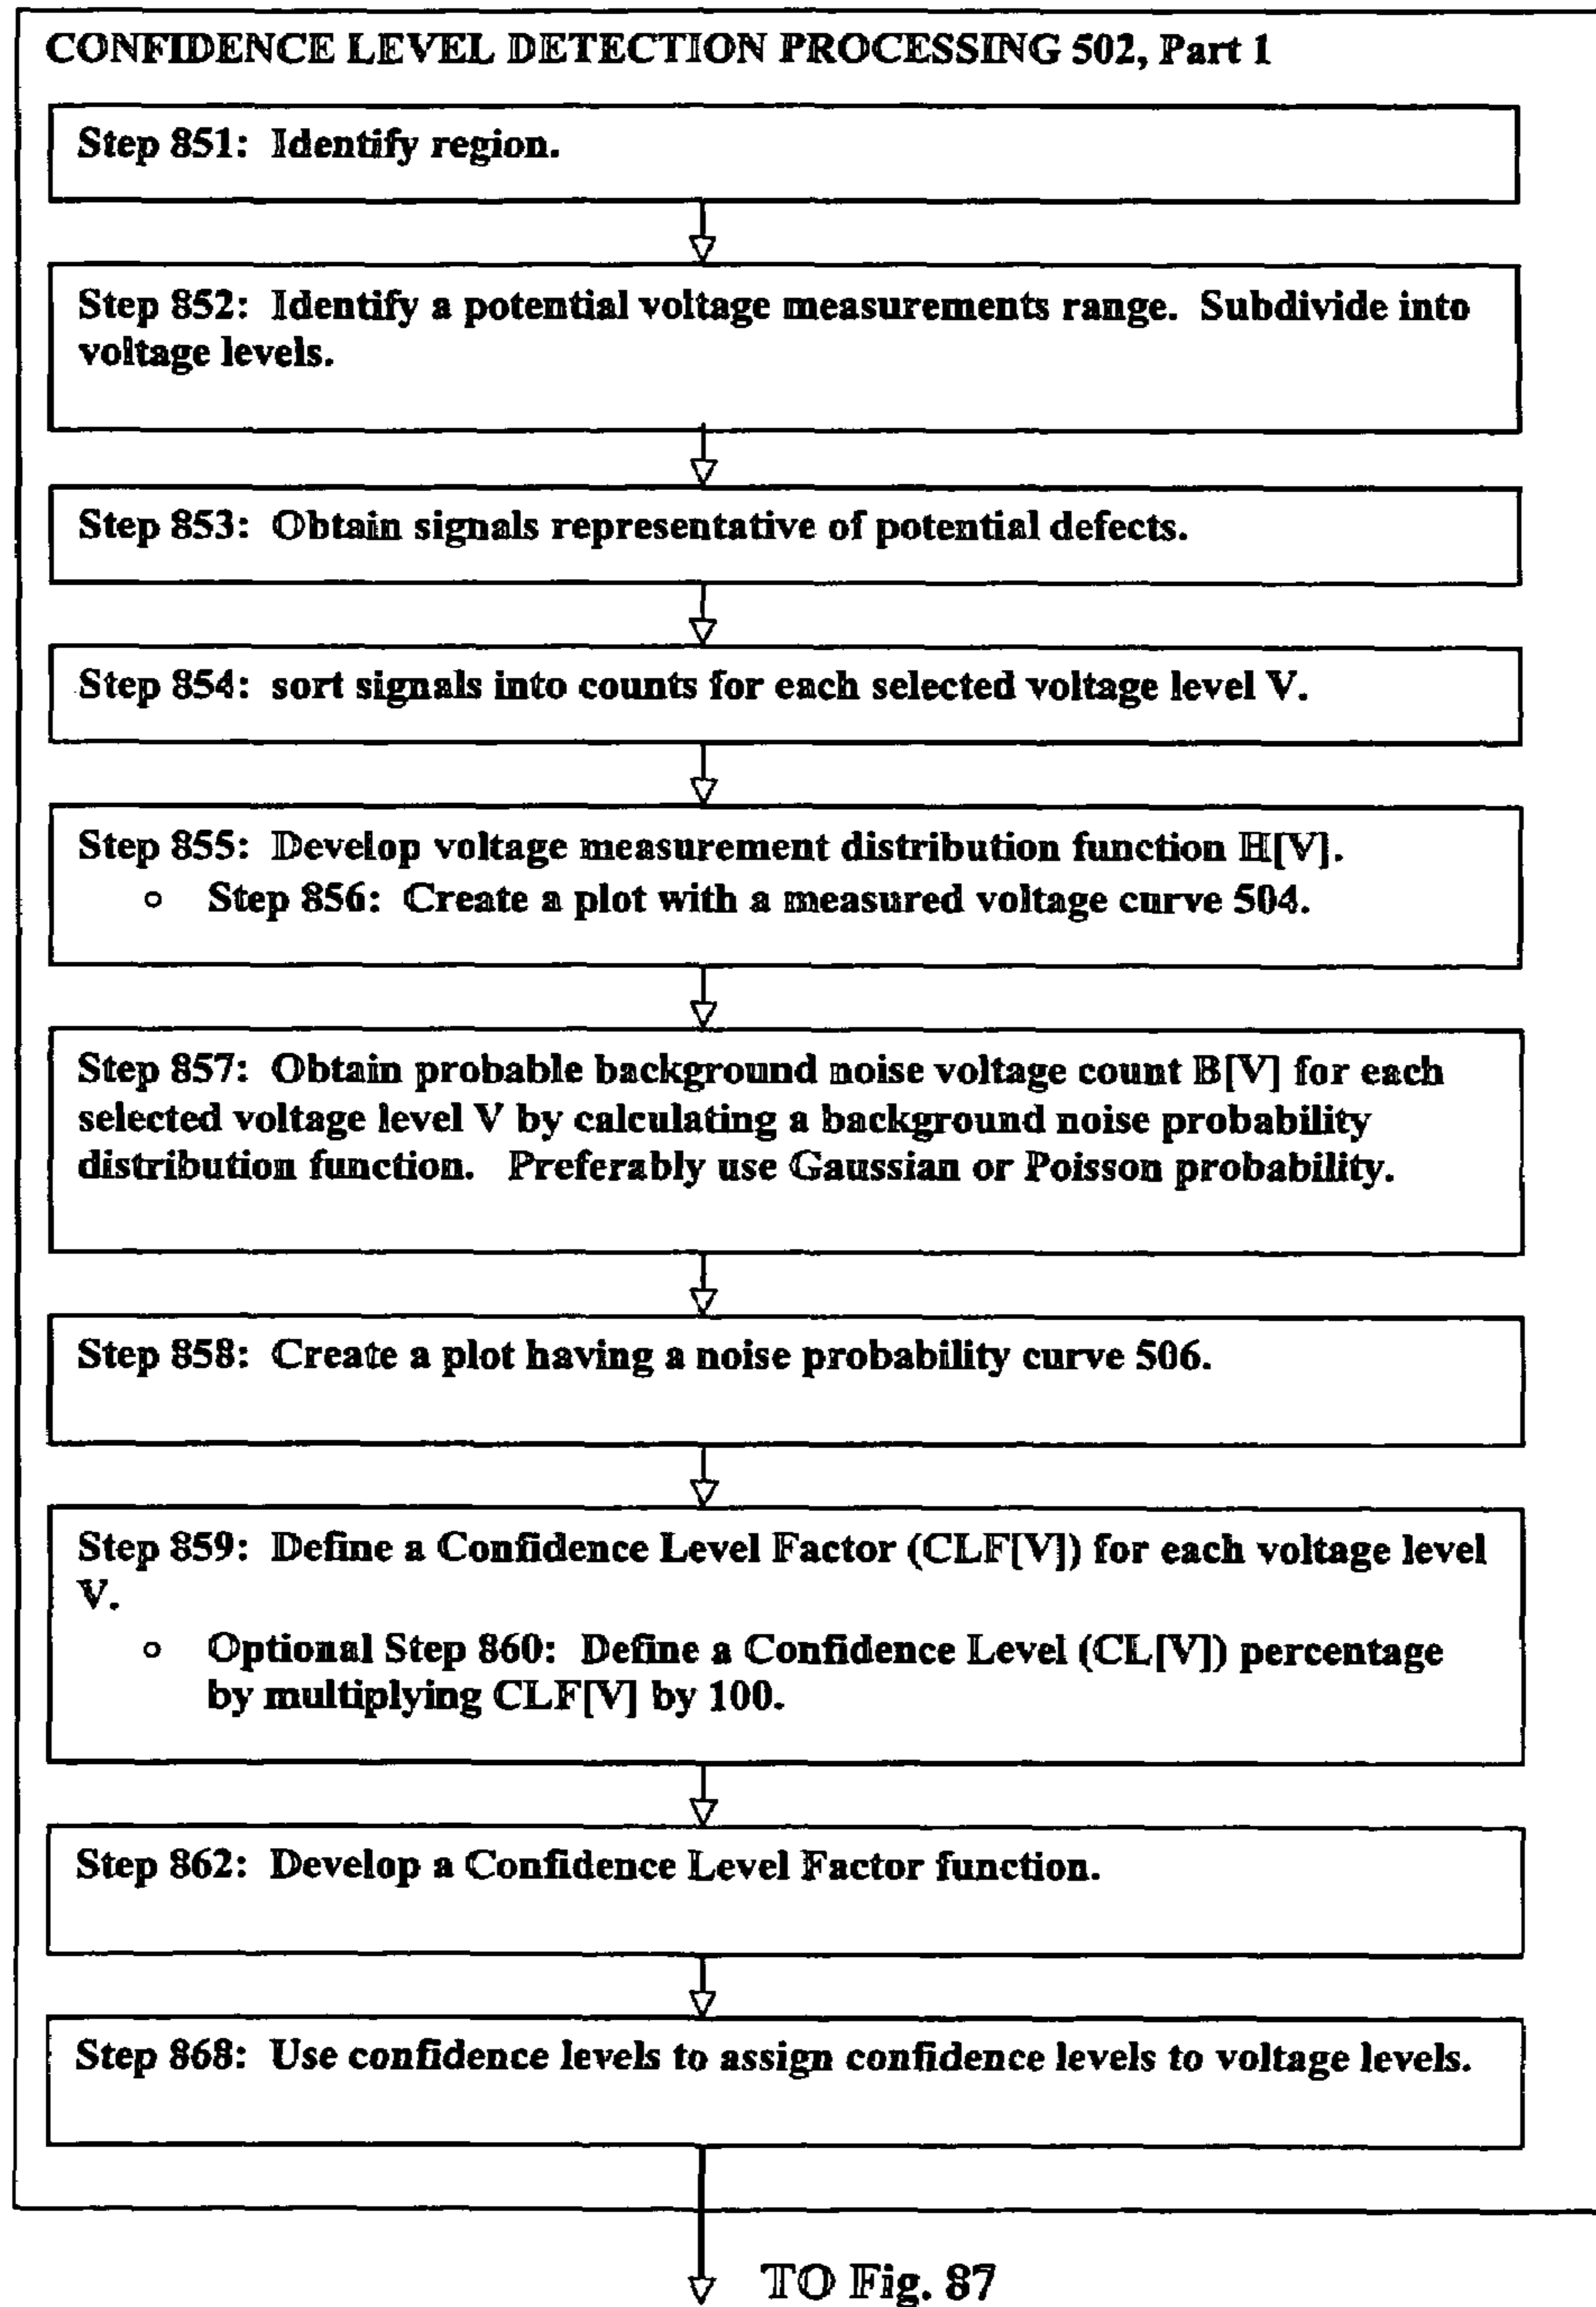 CONFIDENCE LEVEL DETECTION PROCESSING 502, Part 1
Step 851: Identify region.
Step 852: Identify a potential voltage measurements range. Subdivide into
voltage levels.
Step 853: Obtain signals representative of potential defects.
Step 854: sort signals into counts for each selected voltage level V.
Step 855: Develop voltage measurement distribution function H[V].
o Step 856: Create a plot with a measured voltage curve 504.
Step 857: Obtain probable background noise voltage count B[V] for each
selected voltage level V by calculating a background noise probability
distribution function. Preferably use Gaussian or Poisson probability.
Step 858: Create a plot having a noise probability curve 506.
Step 859: Define a Confidence Level Factor (CLF[V]) for each voltage level
V.
o Optional Step 860: Define a Confidence Level (CL[V]) percentage
by multiplying CLF[V] by 100.
Step 862: Develop a Confidence Level Factor function.
Step 868: Use confidence levels to assign confidence levels to voltage levels.
TO Fig. 87